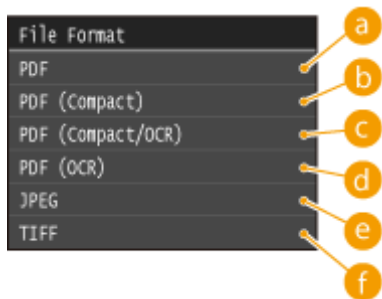 File Format
a
PDF
b
PDF (Compact)
c
PDF (Compact/OCR)
d
PDF (OCR)
e
JPEG
f
TIFF